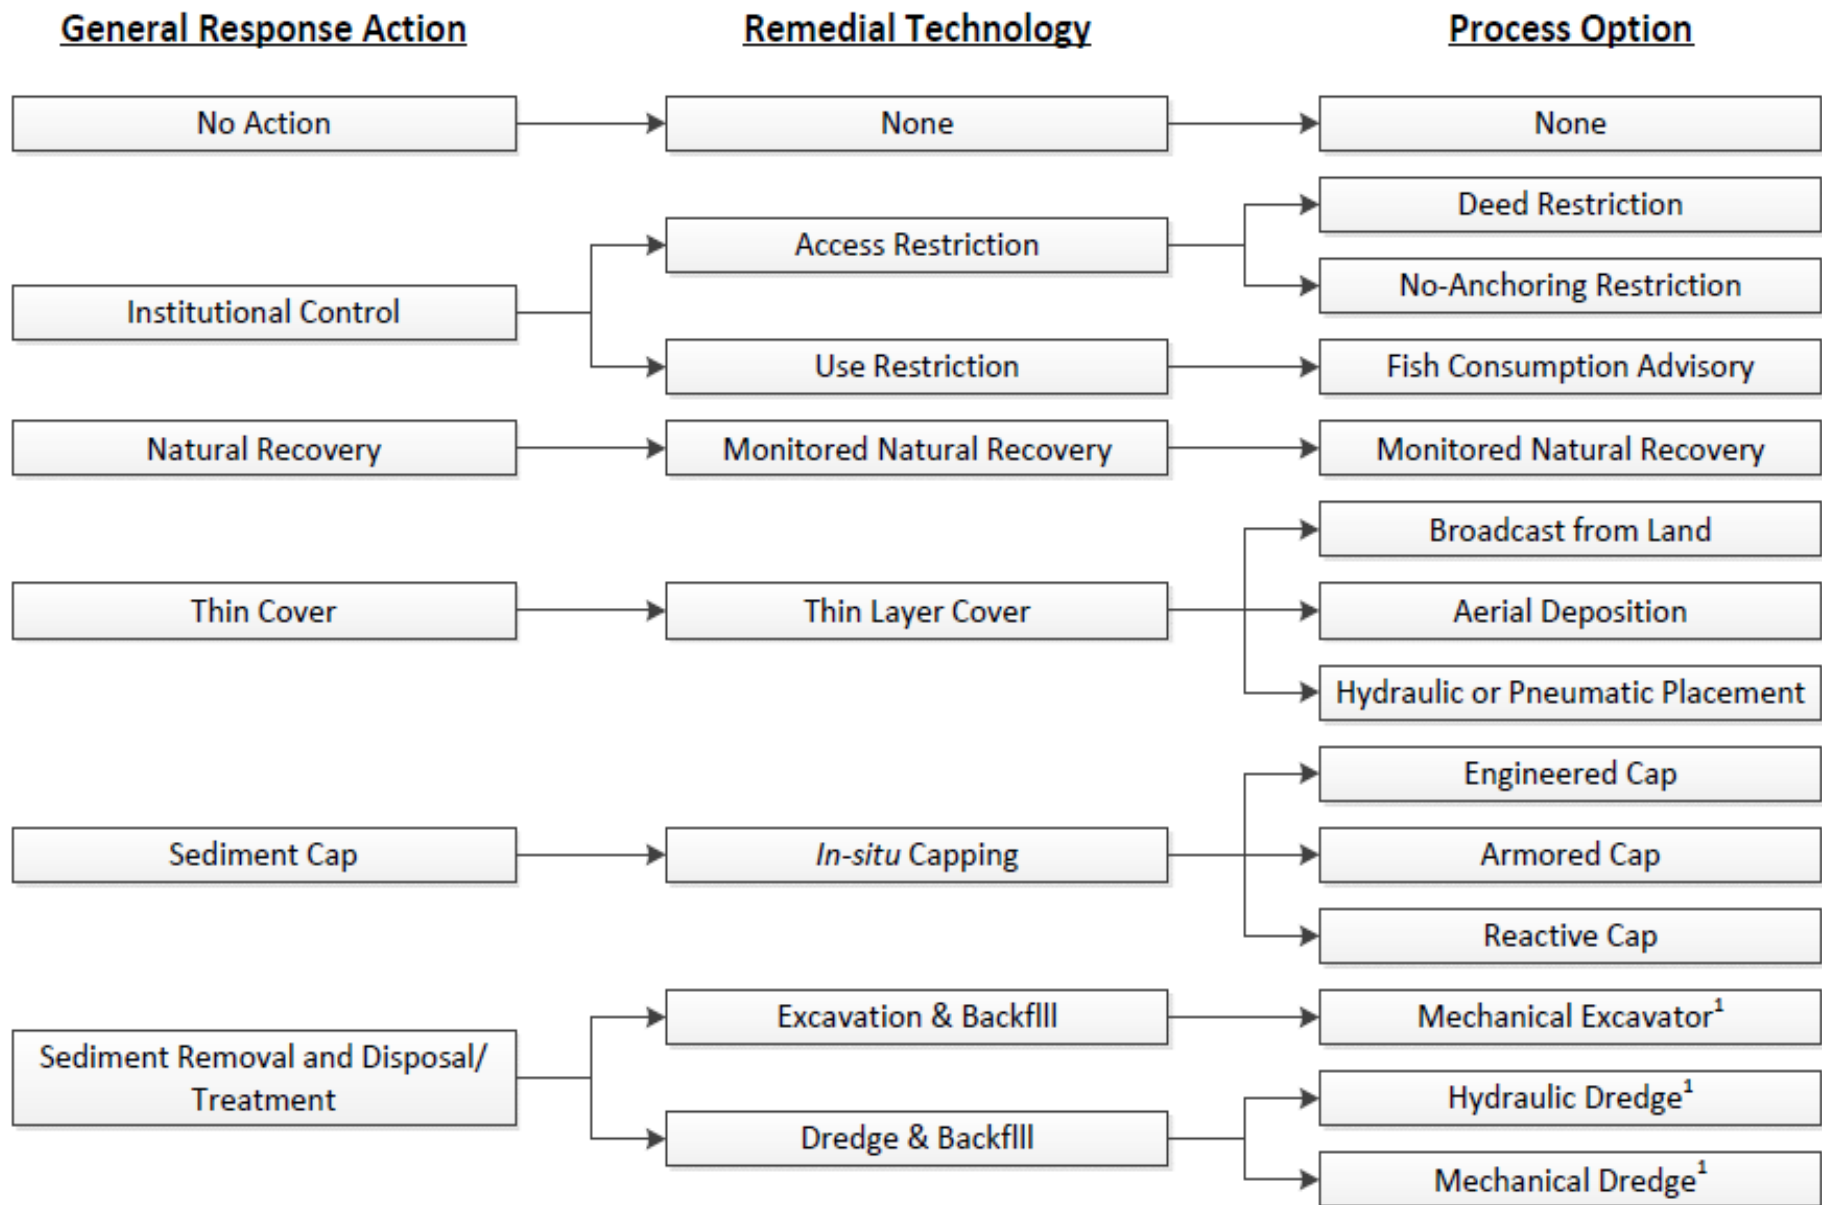 General Response Action
Remedial Technology
Process Option
No Action
None
None
Institutional Control
Access Restriction
Deed Restriction
No-Anchoring Restriction
Use Restriction
Fish Consumption Advisory
Natural Recovery
Monitored Natural Recovery
Monitored Natural Recovery
Thin Cover
Thin Layer Cover
Broadcast from Land
Aerial Deposition
Hydraulic or Pneumatic Placement
Sediment Cap
In-situ Capping
Engineered Cap
Armored Cap
Reactive Cap
Sediment Removal and Disposal/
Treatment
Excavation & Backflll
Mechanical Excavator¹
Dredge & Backflll
Hydraulic Dredge¹
Mechanical Dredge¹